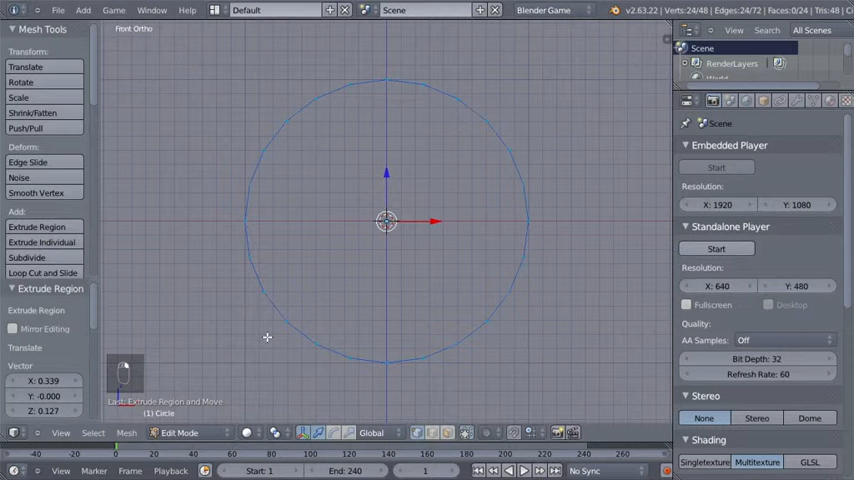 File Add Game Window Help Default Scene Blender Game v2.63.22 | Verts:24/48 | Edges:24/72 | Faces:0/24 | Tris:48 | C
Mesh Tools
Transform:
Translate
Rotate
Scale
Shrink/Fatten
Push/Pull
Deform:
Edge Slide
Noise
Smooth Vertex
Add:
Extrude Region
Extrude Individual
Subdivide
Loop Cut and Slide
Extrude Region
Extrude Region
Mirror Editing
Translate
Vector
X: 0.339
Y: -0.000
Z: 0.127
Front Ortho
Last: Extrude Region and Move
(1) Circle
View Select Mesh Edit Mode Global
-40 -20 0 20 40 60 80 100 120 140 160 180 200 220 240 260
View Marker Frame Playback Start: 1 End: 240 1 No Sync
View Search All Scenes
Scene
RenderLayers
World
Scene
Embedded Player
Start
Resolution:
X: 1920 Y: 1080
Standalone Player
Start
Resolution:
X: 640 Y: 480
Fullscreen Desktop
Quality:
AA Samples: Off
Bit Depth: 32
Refresh Rate: 60
Stereo
None Stereo Dome
Shading
Singletexture Multitexture GLSL